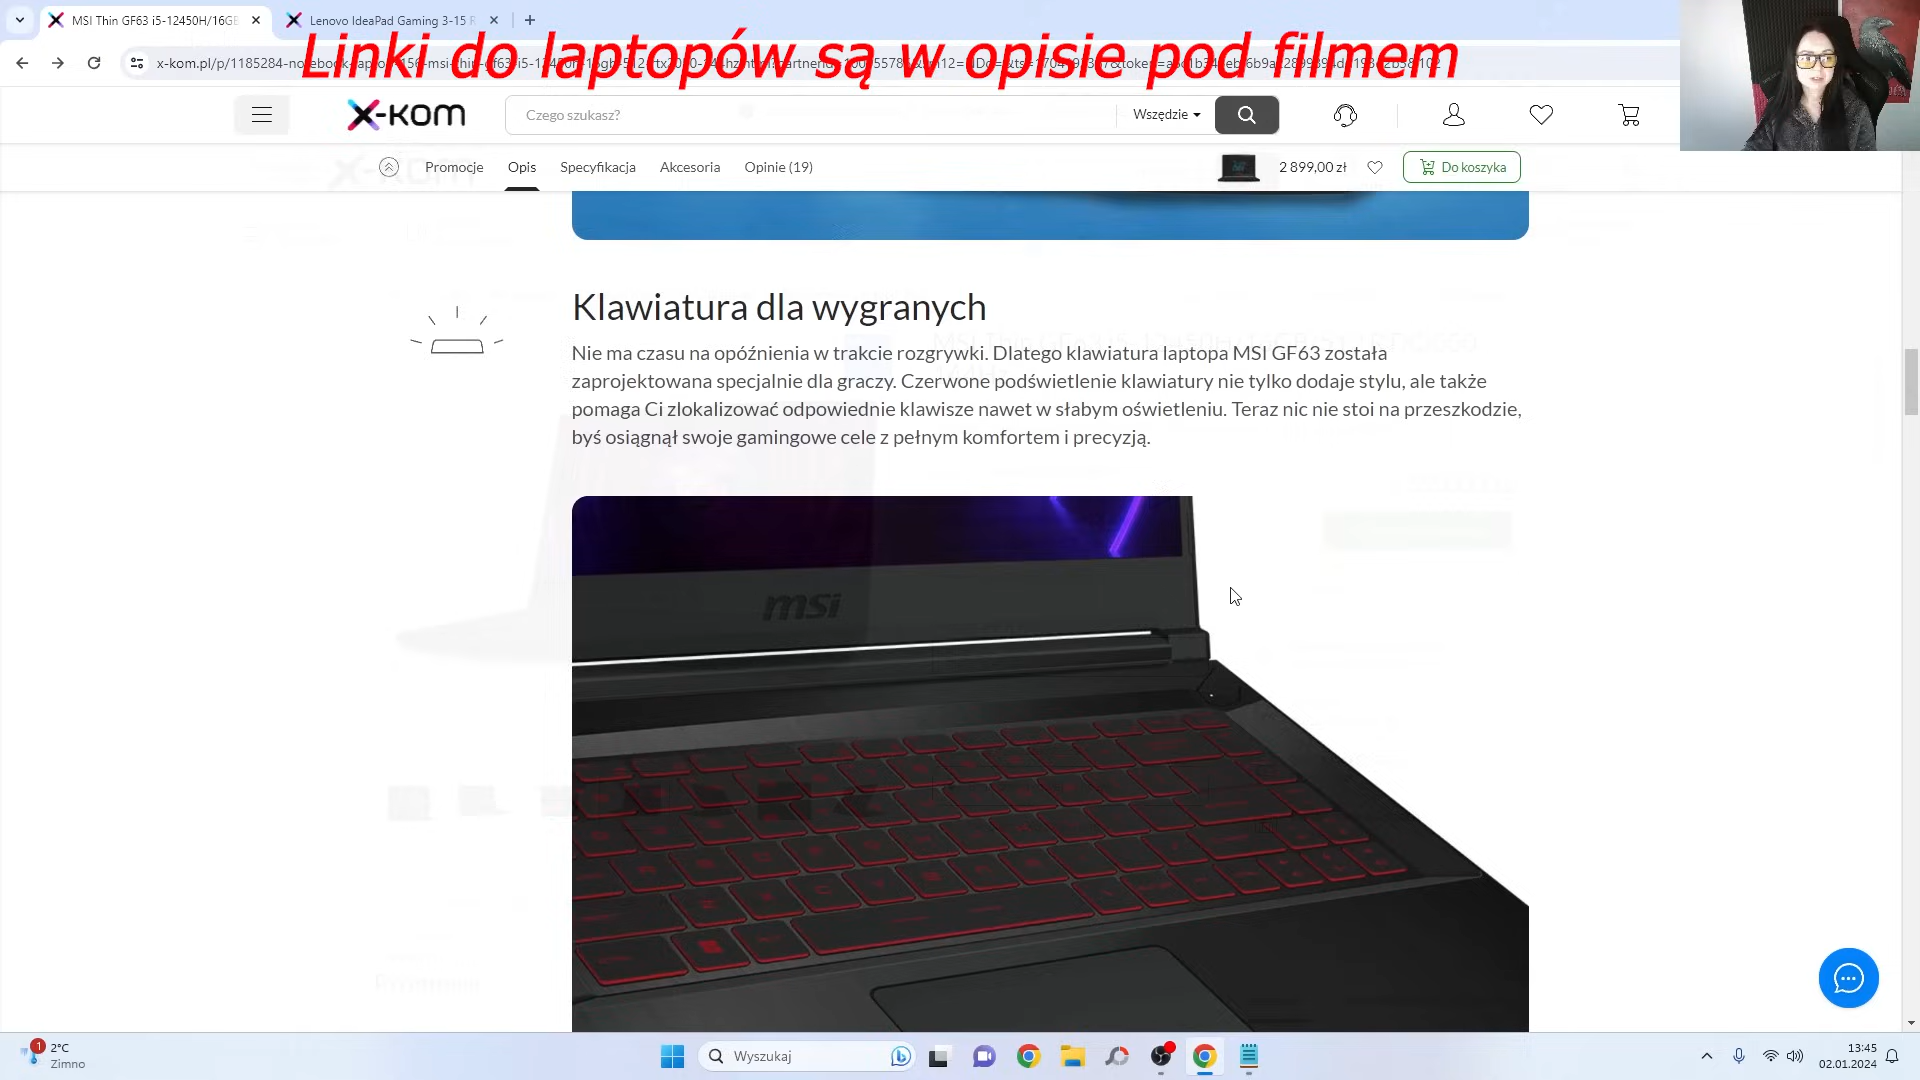 MSI Thin GF63 i5-12450H/16GB
Lenovo IdeaPad Gaming 3-15 R
Linki do laptopów są w opisie pod filmem
X-KOM
Czego szukasz?
Wszędzie
Promocje
Opis
Specyfikacja
Akcesoria
Opinie (19)
2 899,00 zł
Do koszyka
Klawiatura dla wygranych
Nie ma czasu na opóźnienia w trakcie rozgrywki. Dlatego klawiatura laptopa MSI GF63 została
zaprojektowana specjalnie dla graczy. Czerwone podświetlenie klawiatury nie tylko dodaje stylu, ale także
pomaga Ci zlokalizować odpowiednie klawisze nawet w słabym oświetleniu. Teraz nic nie stoi na przeszkodzie,
byś osiągnął swoje gamingowe cele z pełnym komfortem i precyzją.
msi
1
2°C
Zimno
Wyszukaj
13:45
02.01.2024